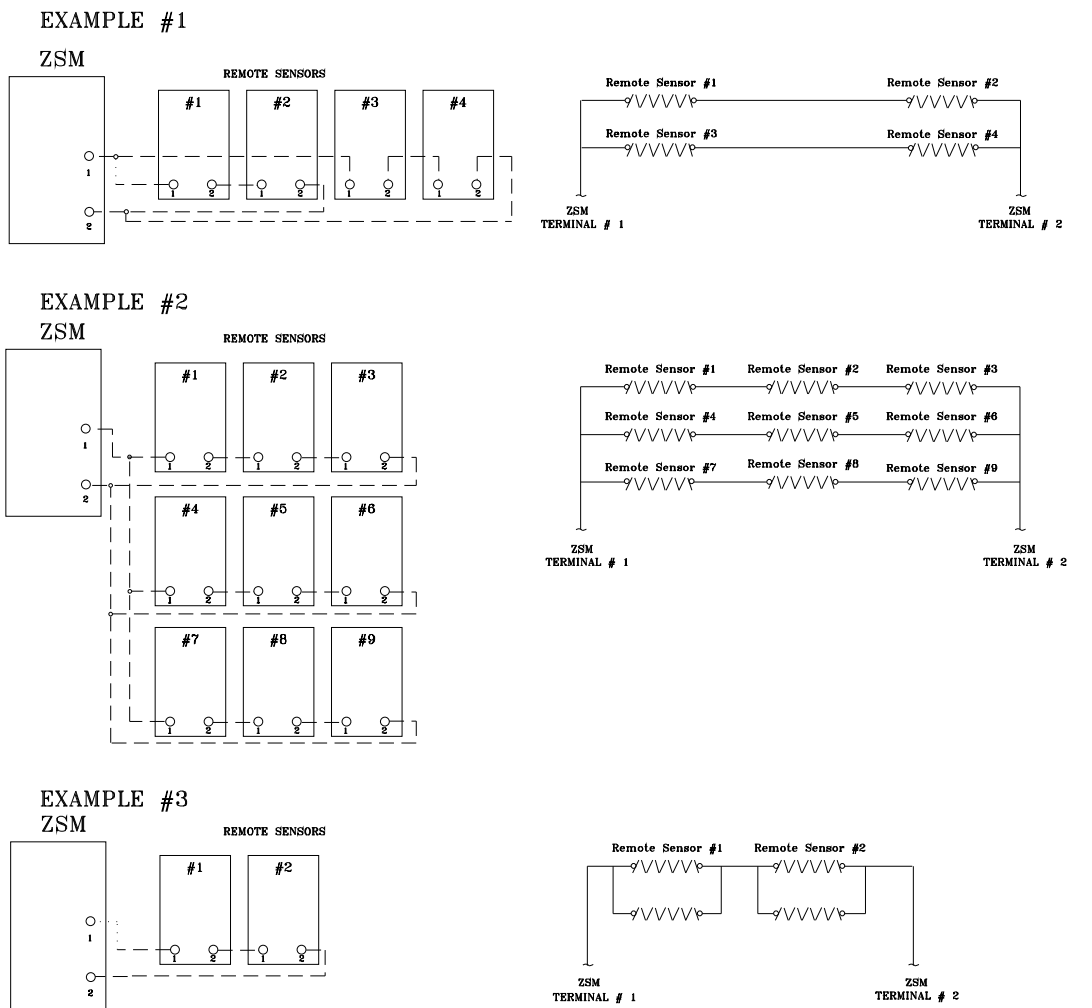 EXAMPLE #1
ZSM
REMOTE SENSORS
#1 #2 #3 #4
1
1 2 1 2 1 2 1 2
2
Remote Sensor #1 Remote Sensor #2
Remote Sensor #3 Remote Sensor #4
ZSM
TERMINAL # 1
ZSM
TERMINAL # 2
EXAMPLE #2
ZSM
REMOTE SENSORS
#1 #2 #3
1
1 2 1 2 1 2
2
#4 #5 #6
1 2 1 2 1 2
#7 #8 #9
1 2 1 2 1 2
Remote Sensor #1 Remote Sensor #2 Remote Sensor #3
Remote Sensor #4 Remote Sensor #5 Remote Sensor #6
Remote Sensor #7 Remote Sensor #8 Remote Sensor #9
ZSM
TERMINAL # 1
ZSM
TERMINAL # 2
EXAMPLE #3
ZSM
REMOTE SENSORS
#1 #2
1
1 2 1 2
2
Remote Sensor #1 Remote Sensor #2
ZSM
TERMINAL # 1
ZSM
TERMINAL # 2